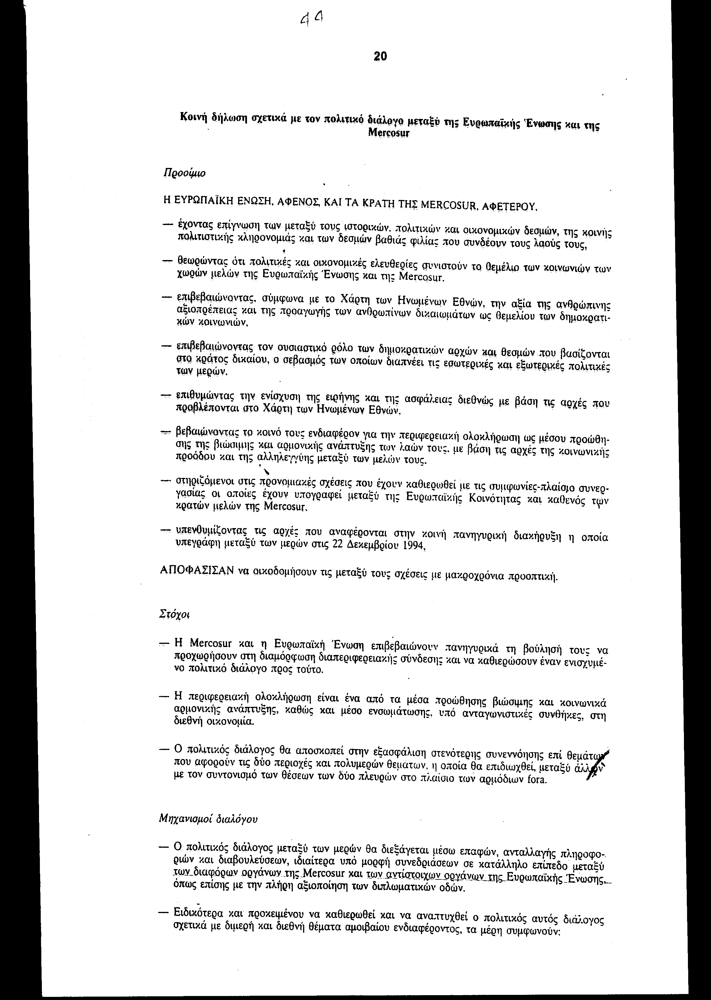 44
20
Κοινή δήλωση σχετικά με τον πολιτικό διάλογο μεταξύ της Ευρωπαϊκής Ένωσης και της
Mercosur
Προοίμιο
Η ΕΥΡΩΠΑΪΚΗ ΕΝΩΣΗ, ΑΦΕΝΟΣ, ΚΑΙ ΤΑ ΚΡΑΤΗ ΤΗΣ MERCOSUR, ΑΦΕΤΕΡΟΥ,
— έχοντας επίγνωση των μεταξύ τους ιστορικών, πολιτικών και οικονομικών δεσμών, της κοινής
πολιτιστικής κληρονομιάς και των δεσμών βαθιάς φιλίας που συνδέουν τους λαούς τους,
— θεωρώντας ότι πολιτικές και οικονομικές ελευθερίες συνιστούν το θεμέλιο των κοινωνιών των
χωρών μελών της Ευρωπαϊκής Ένωσης και της Mercosur,
— επιβεβαιώνοντας, σύμφωνα με το Χάρτη των Ηνωμένων Εθνών, την αξία της ανθρώπινης
αξιοπρέπειας και της προαγωγής των ανθρωπίνων δικαιωμάτων ως θεμελίου των δημοκρατι-
κών κοινωνιών,
— επιβεβαιώνοντας τον ουσιαστικό ρόλο των δημοκρατικών αρχών και θεσμών που βασίζονται
στο κράτος δικαίου, ο σεβασμός των οποίων διαπνέει τις εσωτερικές και εξωτερικές πολιτικές
των μερών,
— επιθυμώντας την ενίσχυση της ειρήνης και της ασφάλειας διεθνώς με βάση τις αρχές που
προβλέπονται στο Χάρτη των Ηνωμένων Εθνών,
— βεβαιώνοντας το κοινό τους ενδιαφέρον για την περιφερειακή ολοκλήρωση ως μέσου προώθη-
σης της βιώσιμης και αρμονικής ανάπτυξης των λαών τους, με βάση τις αρχές της κοινωνικής
προόδου και της αλληλεγγύης μεταξύ των μελών τους,
— στηριζόμενοι στις προνομιακές σχέσεις που έχουν καθιερωθεί με τις συμφωνίες-πλαίσιο συνερ-
γασίας οι οποίες έχουν υπογραφεί μεταξύ της Ευρωπαϊκής Κοινότητας και καθενός των
κρατών μελών της Mercosur,
— υπενθυμίζοντας τις αρχές που αναφέρονται στην κοινή πανηγυρική διακήρυξη η οποία
υπεγράφη μεταξύ των μερών στις 22 Δεκεμβρίου 1994,
ΑΠΟΦΑΣΙΣΑΝ να οικοδομήσουν τις μεταξύ τους σχέσεις με μακροχρόνια προοπτική.
Στόχοι
— Η Mercosur και η Ευρωπαϊκή Ένωση επιβεβαιώνουν πανηγυρικά τη βούλησή τους να
προχωρήσουν στη διαμόρφωση διαπεριφερειακής σύνδεσης και να καθιερώσουν έναν ενισχυμέ-
νο πολιτικό διάλογο προς τούτο.
— Η περιφερειακή ολοκλήρωση είναι ένα από τα μέσα προώθησης βιώσιμης και κοινωνικά
αρμονικής ανάπτυξης, καθώς και μέσο ενσωμάτωσης, υπό ανταγωνιστικές συνθήκες, στη
διεθνή οικονομία.
— Ο πολιτικός διάλογος θα αποσκοπεί στην εξασφάλιση στενότερης συνεννόησης επί θεμάτων
που αφορούν τις δύο περιοχές και πολυμερών θεμάτων, η οποία θα επιδιωχθεί, μεταξύ άλλων
με τον συντονισμό των θέσεων των δύο πλευρών στο πλαίσιο των αρμόδιων fora.
Μηχανισμοί διαλόγου
— Ο πολιτικός διάλογος μεταξύ των μερών θα διεξάγεται μέσω επαφών, ανταλλαγής πληροφο-
ριών και διαβουλεύσεων, ιδιαίτερα υπό μορφή συνεδριάσεων σε κατάλληλο επίπεδο μεταξύ
των διαφόρων οργάνων της Mercosur και των αντίστοιχων οργάνων της Ευρωπαϊκής Ένωσης,
όπως επίσης με την πλήρη αξιοποίηση των διπλωματικών οδών.
— Ειδικότερα και προκειμένου να καθιερωθεί και να αναπτυχθεί ο πολιτικός αυτός διάλογος
σχετικά με διμερή και διεθνή θέματα αμοιβαίου ενδιαφέροντος, τα μέρη συμφωνούν: